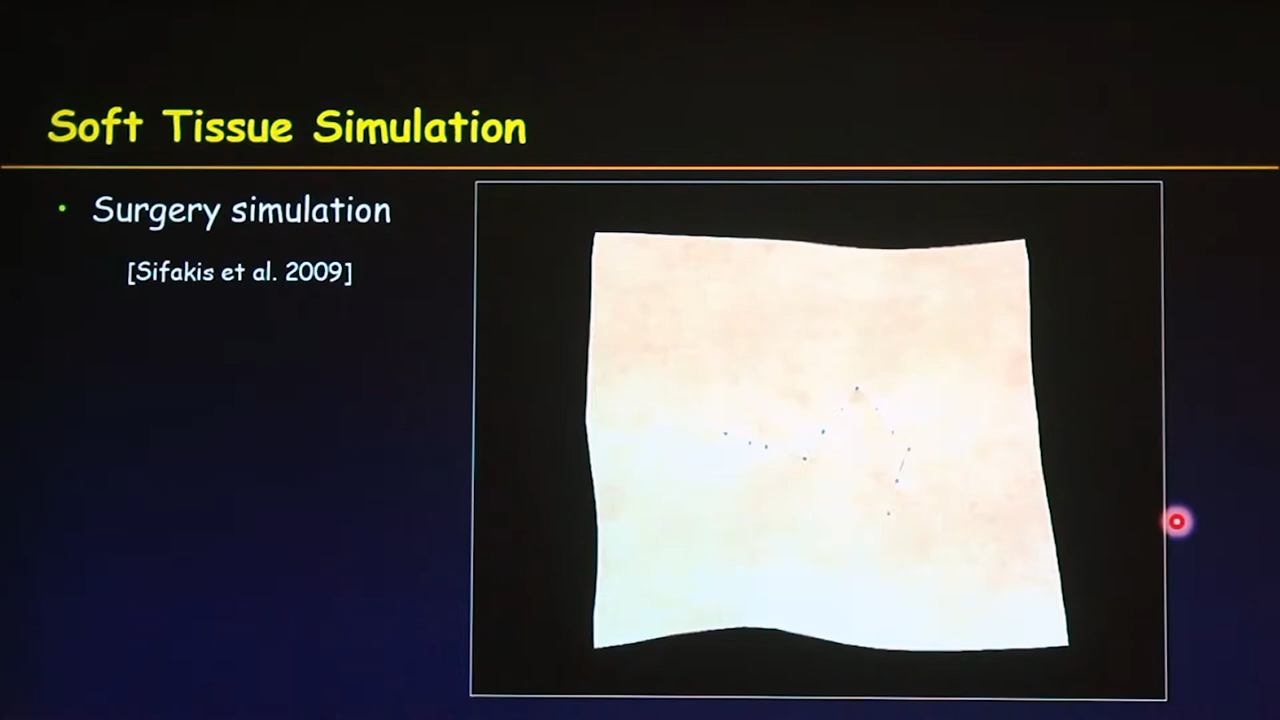 Soft Tissue Simulation
• Surgery simulation
[Sifakis et al. 2009]